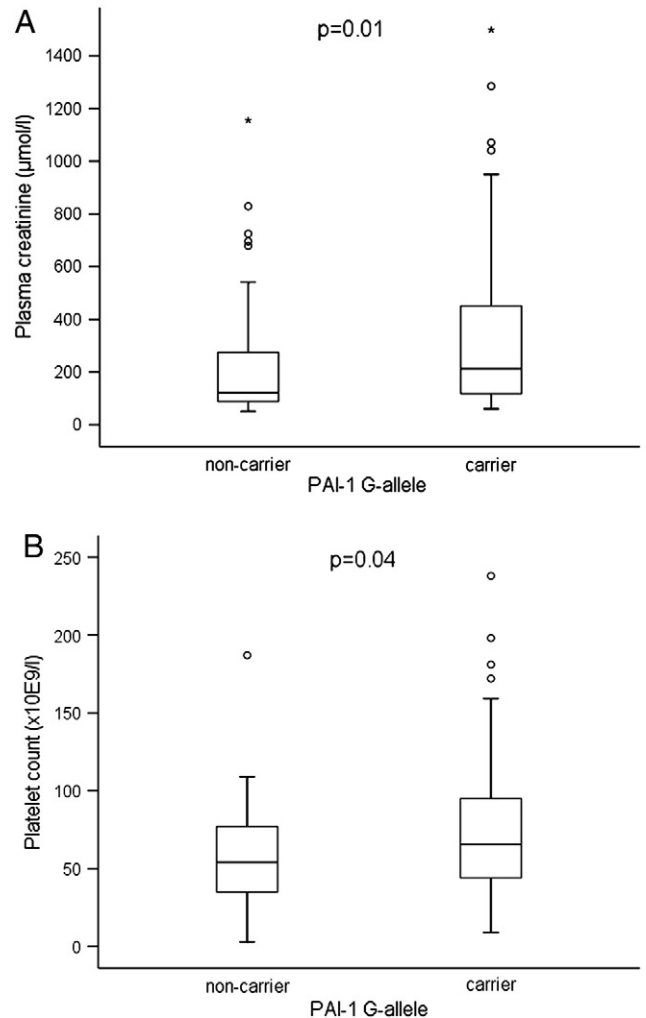 A
p=0.01
Plasma creatinine (µmol/l)
1400
1200
1000
800
600
400
200
0
non-carrier carrier
PAI-1 G-allele
B
p=0.04
Platelet count (x10E9/l)
250
200
150
100
50
0
non-carrier carrier
PAI-1 G-allele